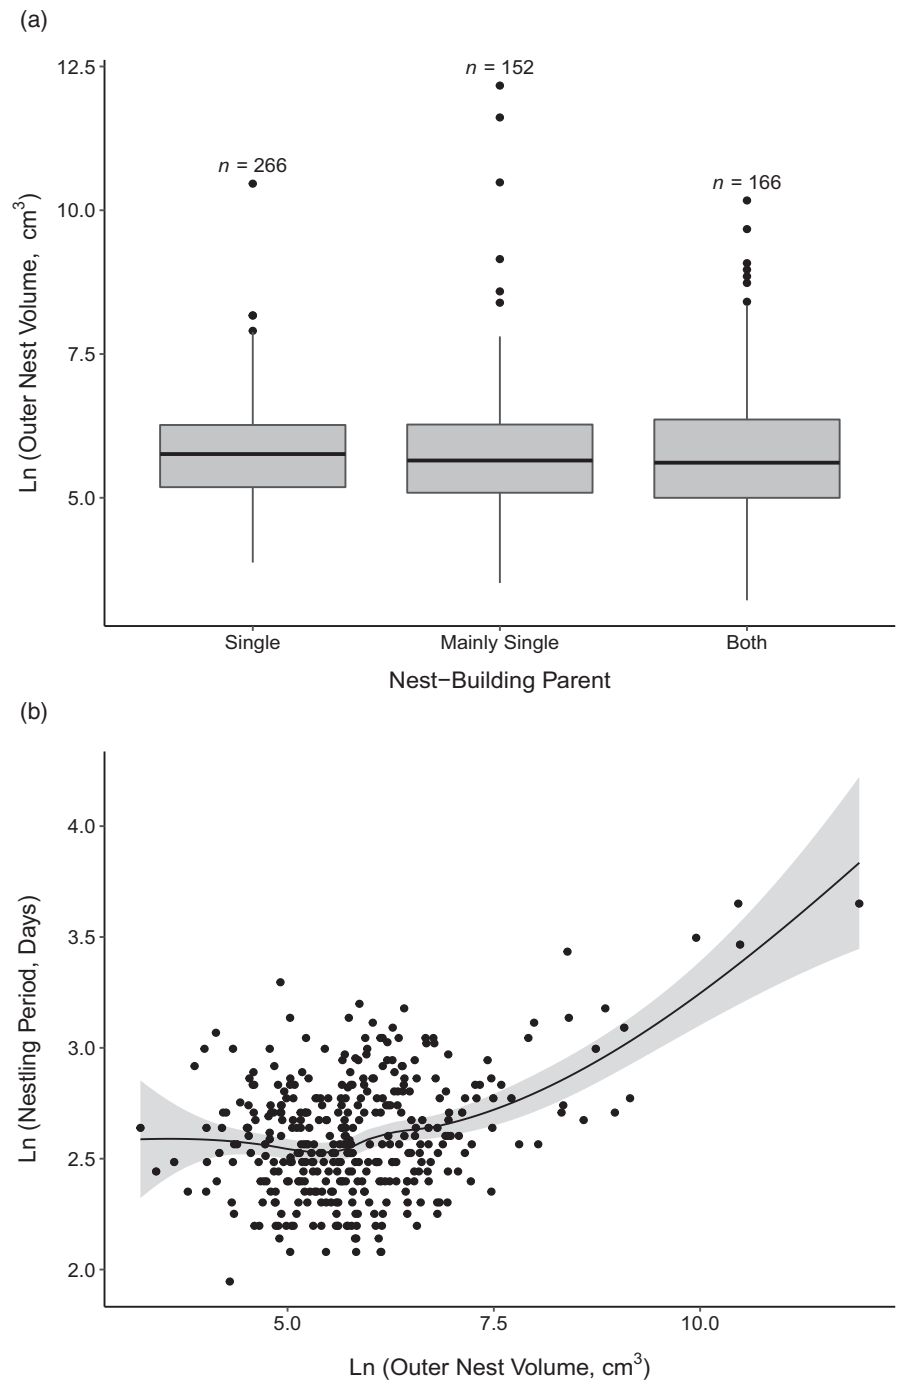 (a)
12.5
10.0
7.5
5.0
Ln (Outer Nest Volume, cm³)
n = 266
n = 152
n = 166
Single
Mainly Single
Both
Nest−Building Parent
(b)
4.0
3.5
3.0
2.5
2.0
Ln (Nestling Period, Days)
5.0
7.5
10.0
Ln (Outer Nest Volume, cm³)